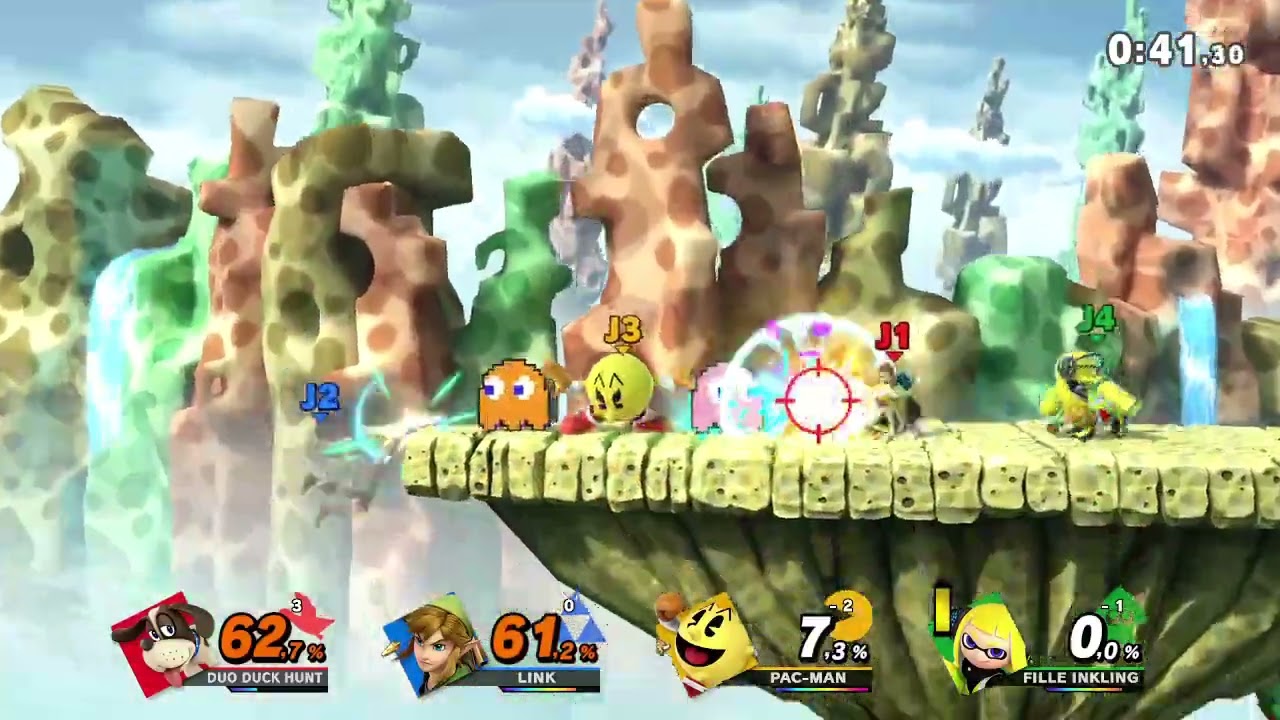 0:41,30
J3
J1
J4
J2
3
62,7%
DUO DUCK HUNT
0
61,2%
LINK
-2
7,3%
PAC-MAN
-1
0,0%
FILLE INKLING